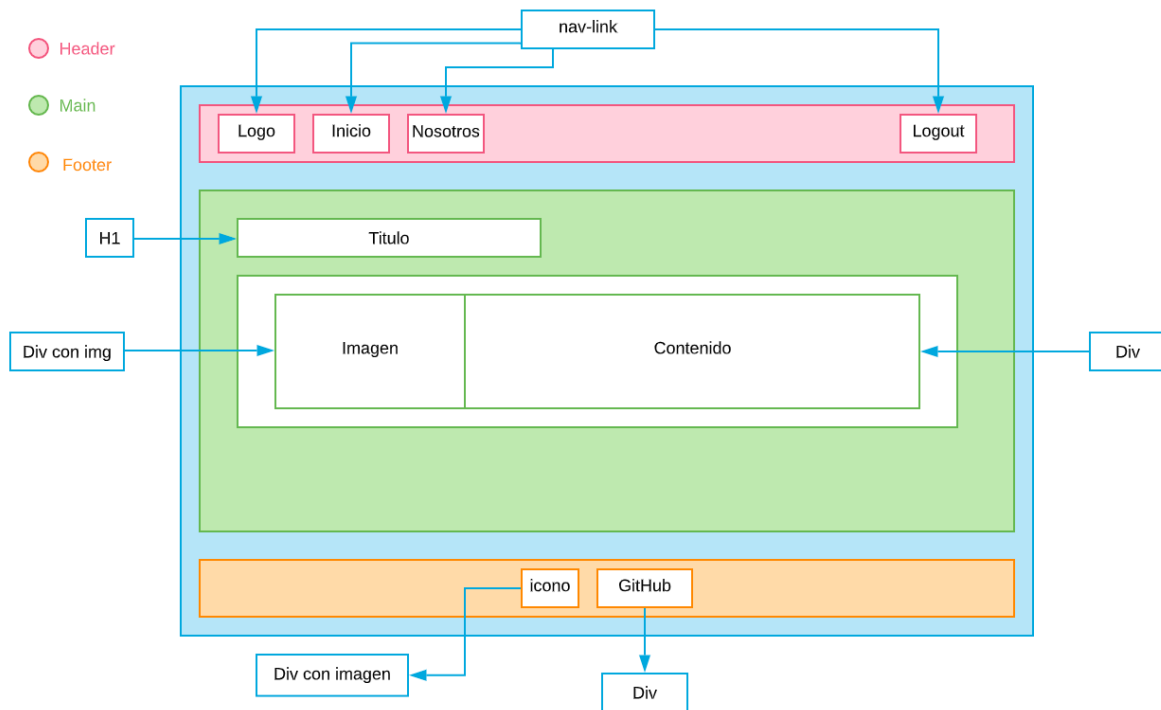 nav-link
Header
Main
Footer
Logo
Inicio
Nosotros
Logout
H1
Titulo
Div con img
Imagen
Contenido
Div
icono
GitHub
Div con imagen
Div